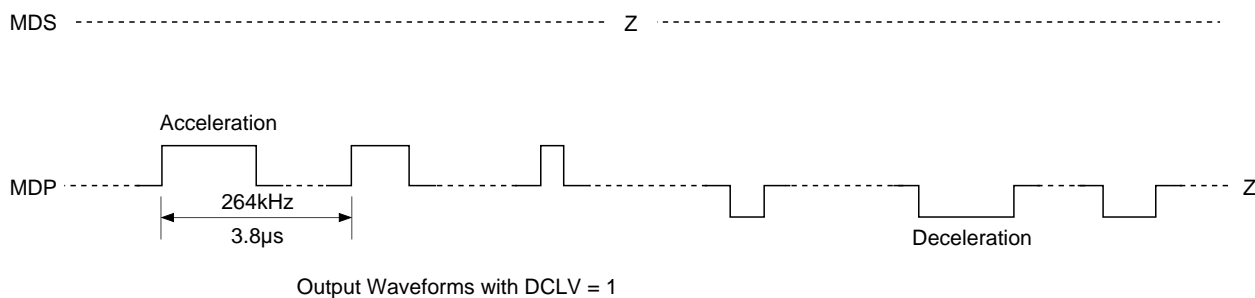 MDS Z
Acceleration
MDP Z
264kHz
3.8µs
Deceleration
Output Waveforms with DCLV = 1